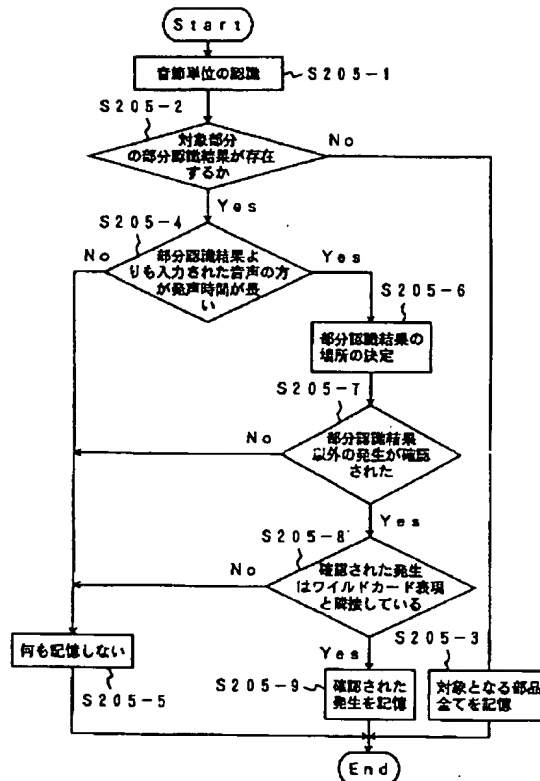 Start
音節単位の認識
S205-1
S205-2
対象部分
の部分認識結果が存在
するか
No
Yes
S205-4
部分認識結果よ
りも入力された音声の方
が発声時間が長
い
No
Yes
S205-6
部分認識結果の
場所の決定
S205-7
部分認識結果
以外の発生が確認
された
No
Yes
S205-8
確認された発生
はワイルドカード表現
と隣接している
No
Yes
S205-3
何も記憶しない
S205-5
S205-9
確認された
発生を記憶
対象となる部品
全てを記憶
End